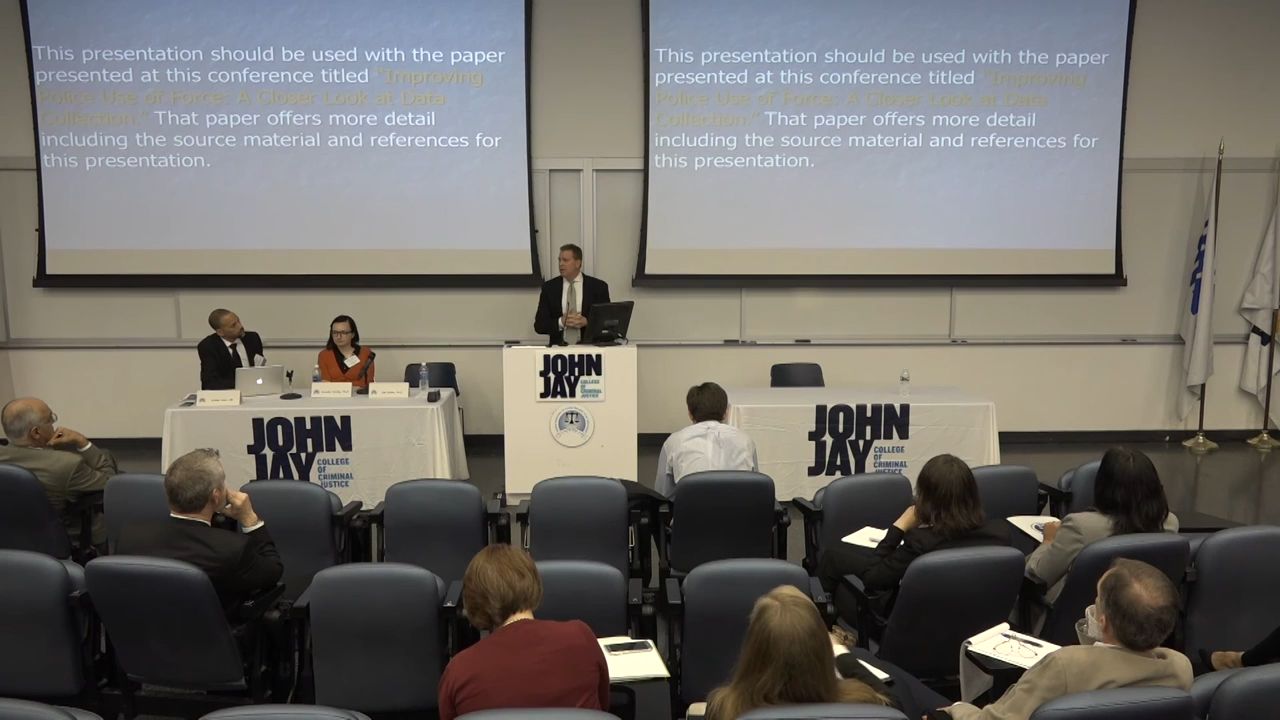 This presentation should be used with the paper
presented at this conference titled "Improving
Police Use of Force: A Closer Look at Data
Collection." That paper offers more detail
including the source material and references for
this presentation.
This presentation should be used with the paper
presented at this conference titled "Improving
Police Use of Force: A Closer Look at Data
Collection." That paper offers more detail
including the source material and references for
this presentation.
JOHN
JAY
COLLEGE
OF
CRIMINAL
JUSTICE
JOHN
JAY
COLLEGE
OF
CRIMINAL
JUSTICE
JOHN
JAY
COLLEGE
OF
CRIMINAL
JUSTICE